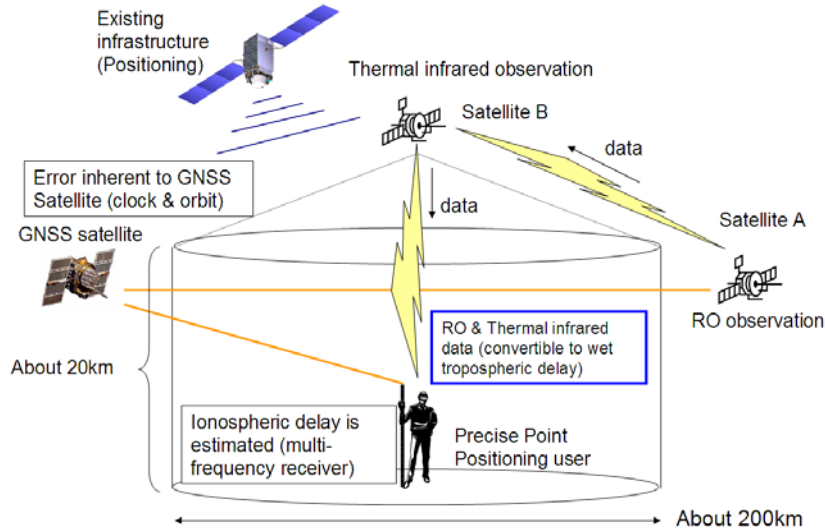 Existing
infrastructure
(Positioning)
Thermal infrared observation
Satellite B
data
Error inherent to GNSS
Satellite (clock & orbit)
data
Satellite A
GNSS satellite
RO observation
RO & Thermal infrared
data (convertible to wet
tropospheric delay)
About 20km
Ionospheric delay is
estimated (multi-
frequency receiver)
Precise Point
Positioning user
About 200km